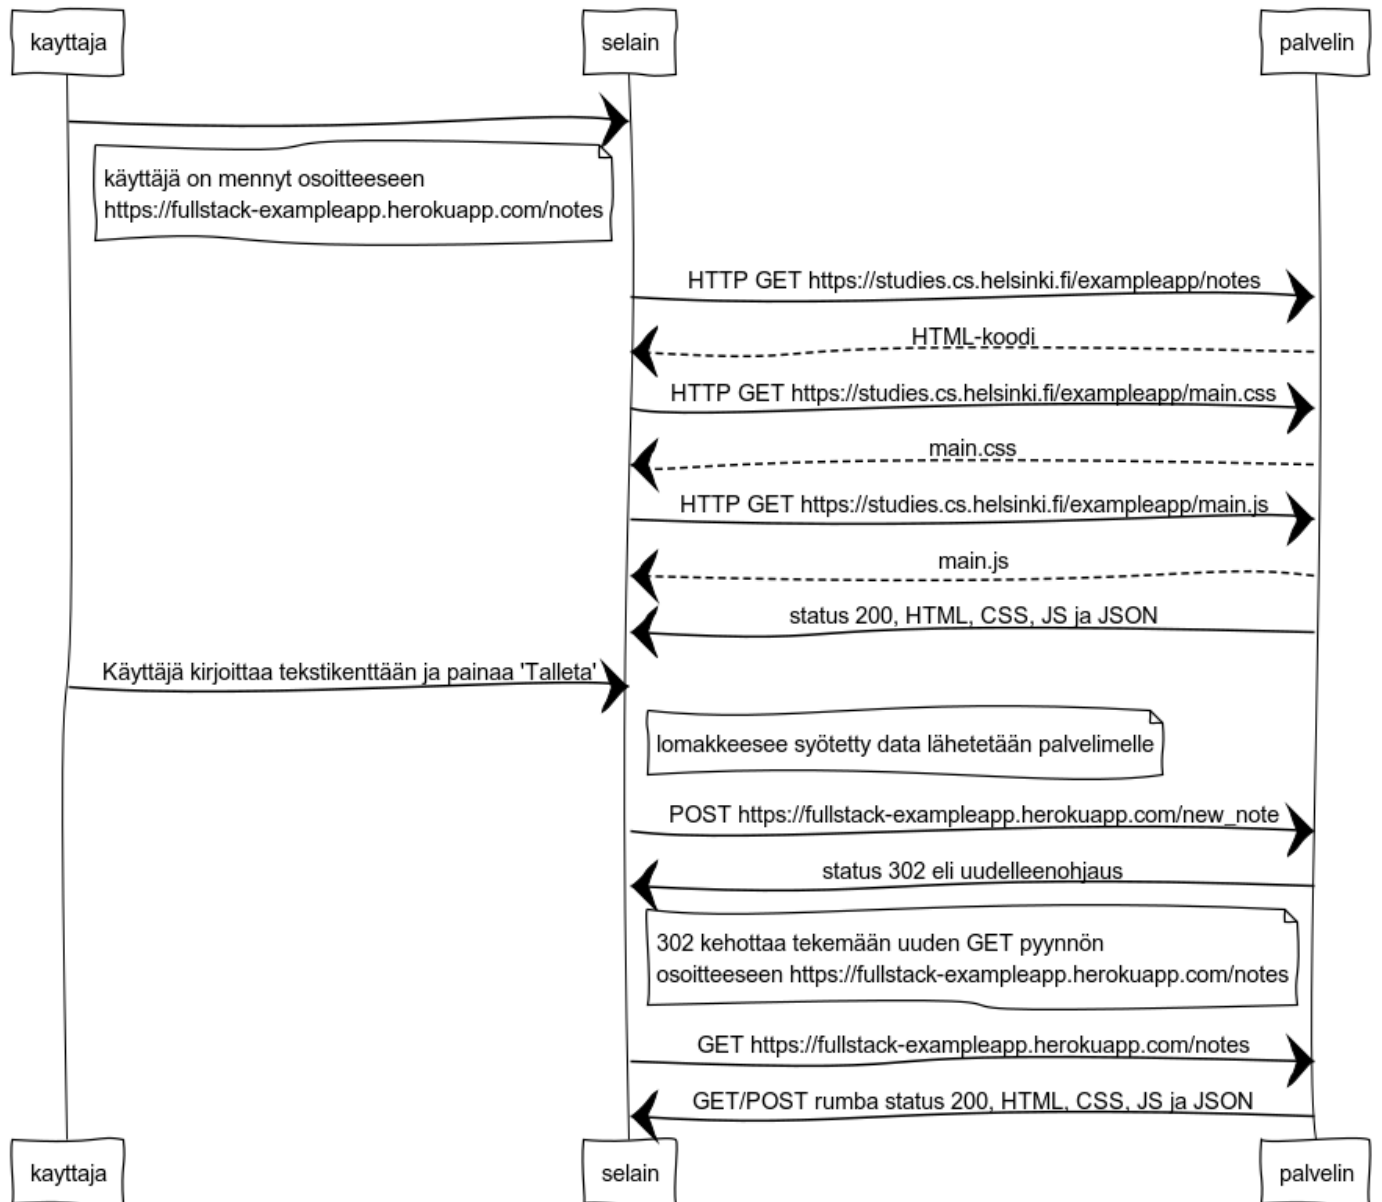 kayttaja
selain
palvelin
käyttäjä on mennyt osoitteeseen
https://fullstack-exampleapp.herokuapp.com/notes
HTTP GET https://studies.cs.helsinki.fi/exampleapp/notes
HTML-koodi
HTTP GET https://studies.cs.helsinki.fi/exampleapp/main.css
main.css
HTTP GET https://studies.cs.helsinki.fi/exampleapp/main.js
main.js
status 200, HTML, CSS, JS ja JSON
Käyttäjä kirjoittaa tekstikenttään ja painaa 'Talleta'
lomakkeesee syötetty data lähetetään palvelimelle
POST https://fullstack-exampleapp.herokuapp.com/new_note
status 302 eli uudelleenohjaus
302 kehottaa tekemään uuden GET pyynnön
osoitteeseen https://fullstack-exampleapp.herokuapp.com/notes
GET https://fullstack-exampleapp.herokuapp.com/notes
GET/POST rumba status 200, HTML, CSS, JS ja JSON
kayttaja
selain
palvelin